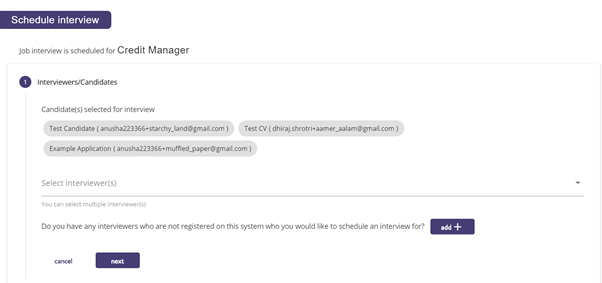 Schedule interview
Job interview is scheduled for Credit Manager
1 Interviewers/Candidates
Candidate(s) selected for interview
Test Candidate ( anusha223366+starchy_land@gmail.com ) Test CV ( dhiraj.shrotri+aamer_aalam@gmail.com )
Example Application ( anusha223366+muffled_paper@gmail.com )
Select interviewer(s)
You can select multiple interviewer(s)
Do you have any interviewers who are not registered on this system who you would like to schedule an interview for? add +
cancel next